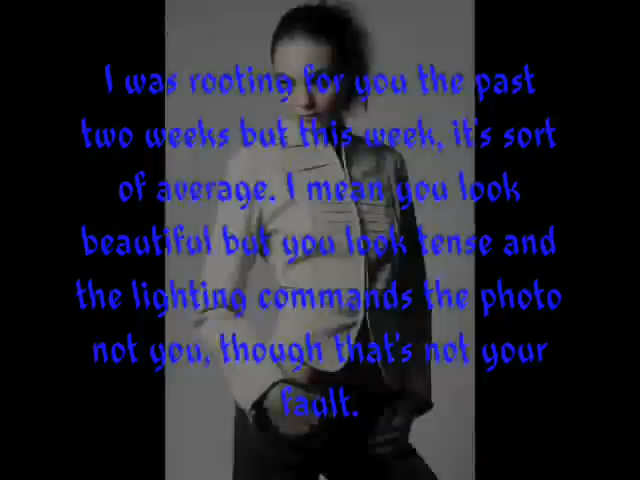 I was rooting for you the past
two weeks but this week, it's sort
of average. I mean you look
beautiful but you look tense and
the lighting commands the photo
not you, though that's not your
fault.